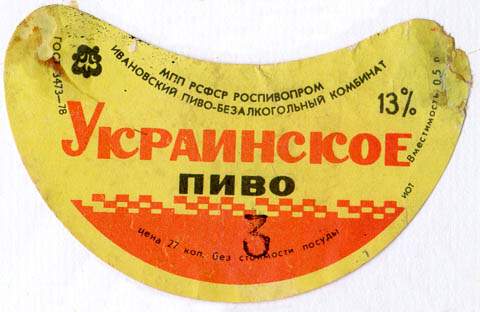 ГОСТ 3473—78
МПП РСФСР РОСПИВОПРОМ
ИВАНОВСКИЙ ПИВО-БЕЗАЛКОГОЛЬНЫЙ КОМБИНАТ
13%
Вместимость 0,5 л
УКРАИНСКОЕ
ПИВО
ИОТ
3
цена 27 коп. без стоимости посуды